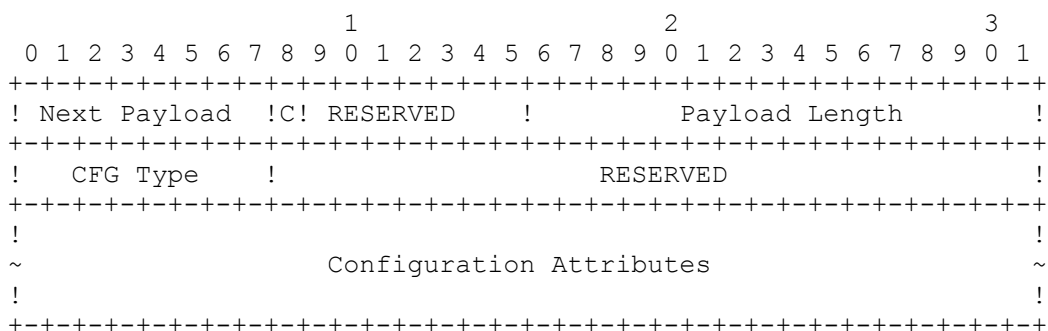 1                   2                   3
 0 1 2 3 4 5 6 7 8 9 0 1 2 3 4 5 6 7 8 9 0 1 2 3 4 5 6 7 8 9 0 1
+-+-+-+-+-+-+-+-+-+-+-+-+-+-+-+-+-+-+-+-+-+-+-+-+-+-+-+-+-+-+-+-+
! Next Payload  !C! RESERVED    !         Payload Length        !
+-+-+-+-+-+-+-+-+-+-+-+-+-+-+-+-+-+-+-+-+-+-+-+-+-+-+-+-+-+-+-+-+
!   CFG Type    !                    RESERVED                   !
+-+-+-+-+-+-+-+-+-+-+-+-+-+-+-+-+-+-+-+-+-+-+-+-+-+-+-+-+-+-+-+-+
!                                                               !
~                   Configuration Attributes                    ~
!                                                               !
+-+-+-+-+-+-+-+-+-+-+-+-+-+-+-+-+-+-+-+-+-+-+-+-+-+-+-+-+-+-+-+-+